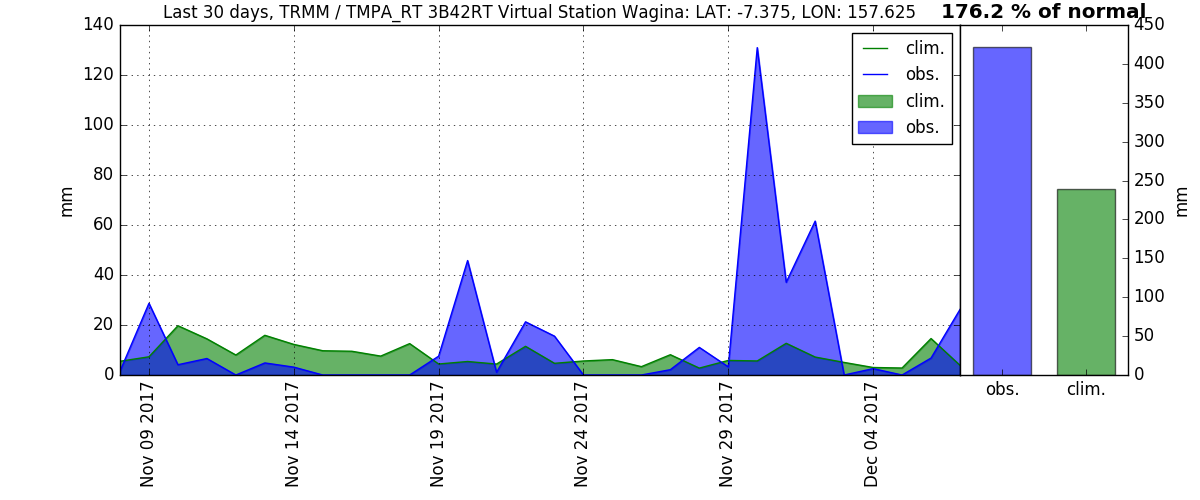 Last 30 days, TRMM / TMPA_RT 3B42RT Virtual Station Wagina: LAT: -7.375, LON: 157.625
176.2 % of normal
140
120
100
80
60
40
20
0
mm
clim.
obs.
clim.
obs.
450
400
350
300
250
200
150
100
50
0
mm
obs.
clim.
Nov 09 2017
Nov 14 2017
Nov 19 2017
Nov 24 2017
Nov 29 2017
Dec 04 2017